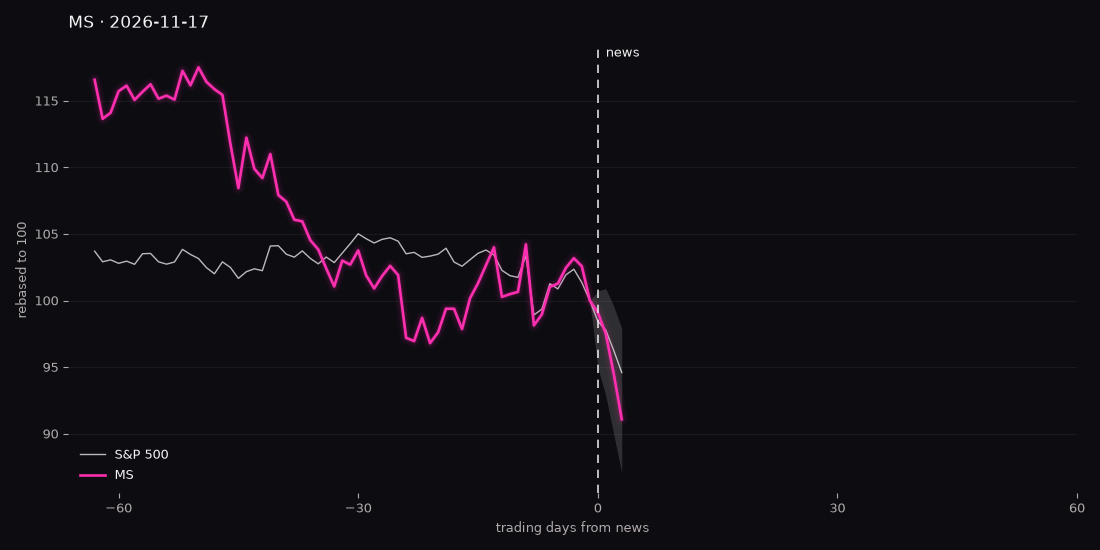 MS · 2026-11-17
news
115
110
105
100
95
90
rebased to 100
S&P 500
MS
−60
−30
0
30
60
trading days from news